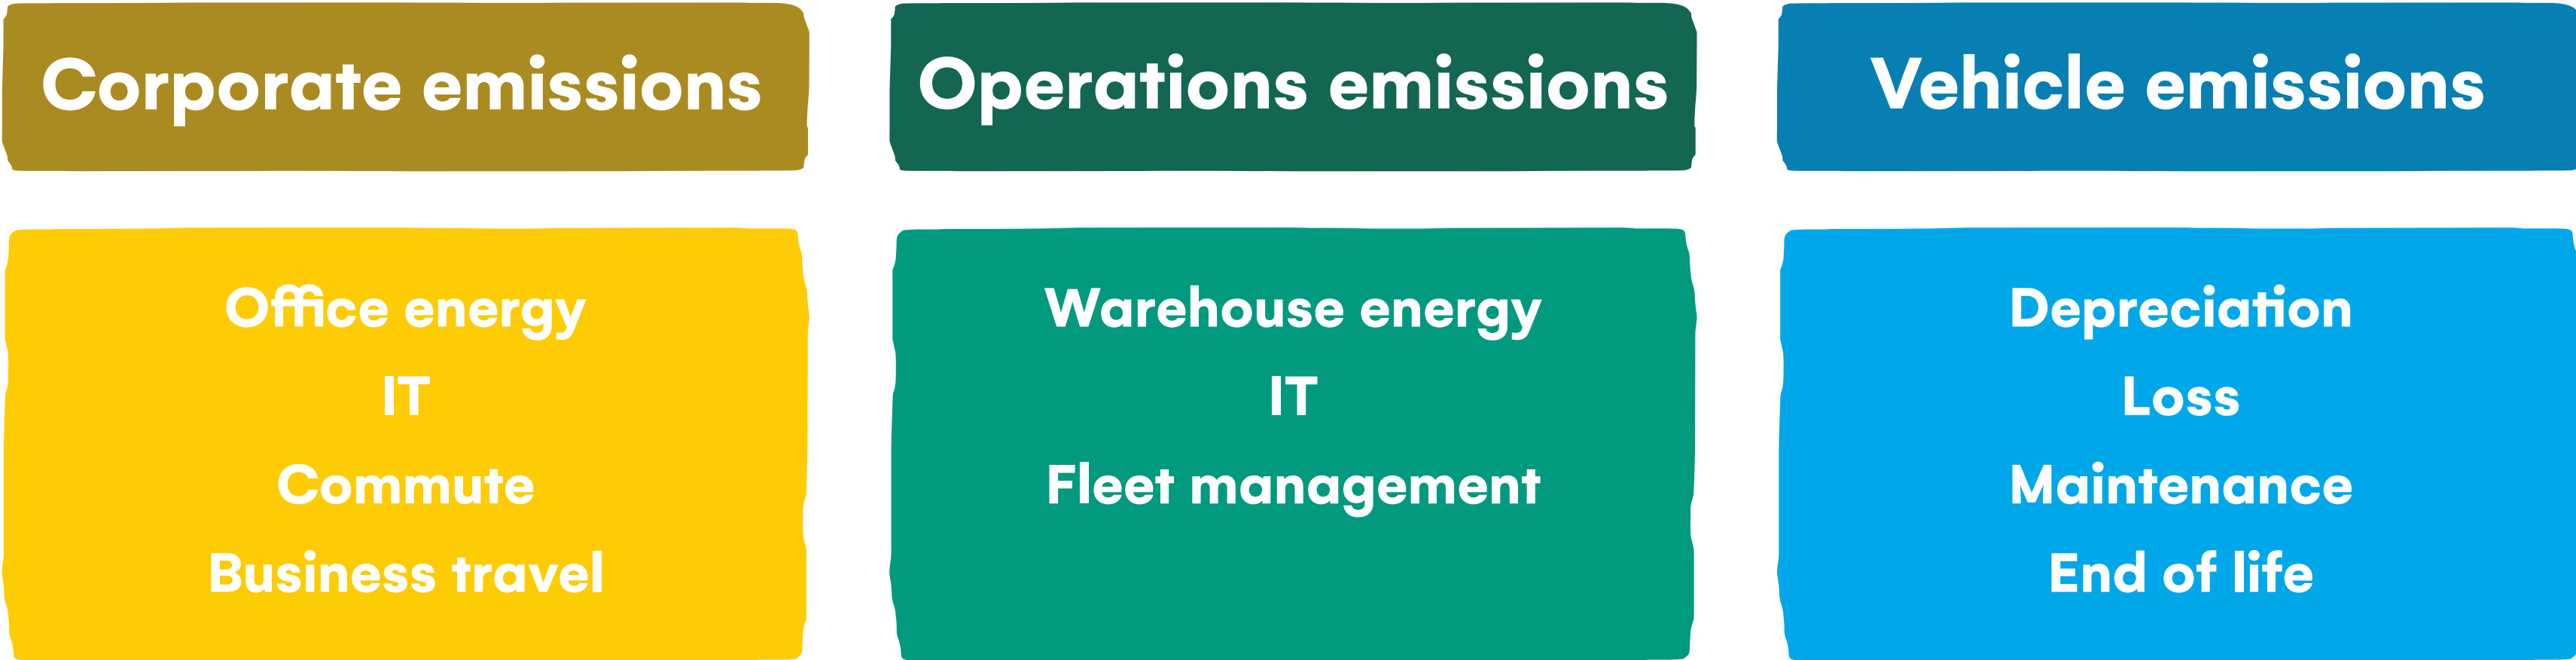 Corporate emissions
Office energy
IT
Commute
Business travel
Operations emissions
Warehouse energy
IT
Fleet management
Vehicle emissions
Depreciation
Loss
Maintenance
End of life